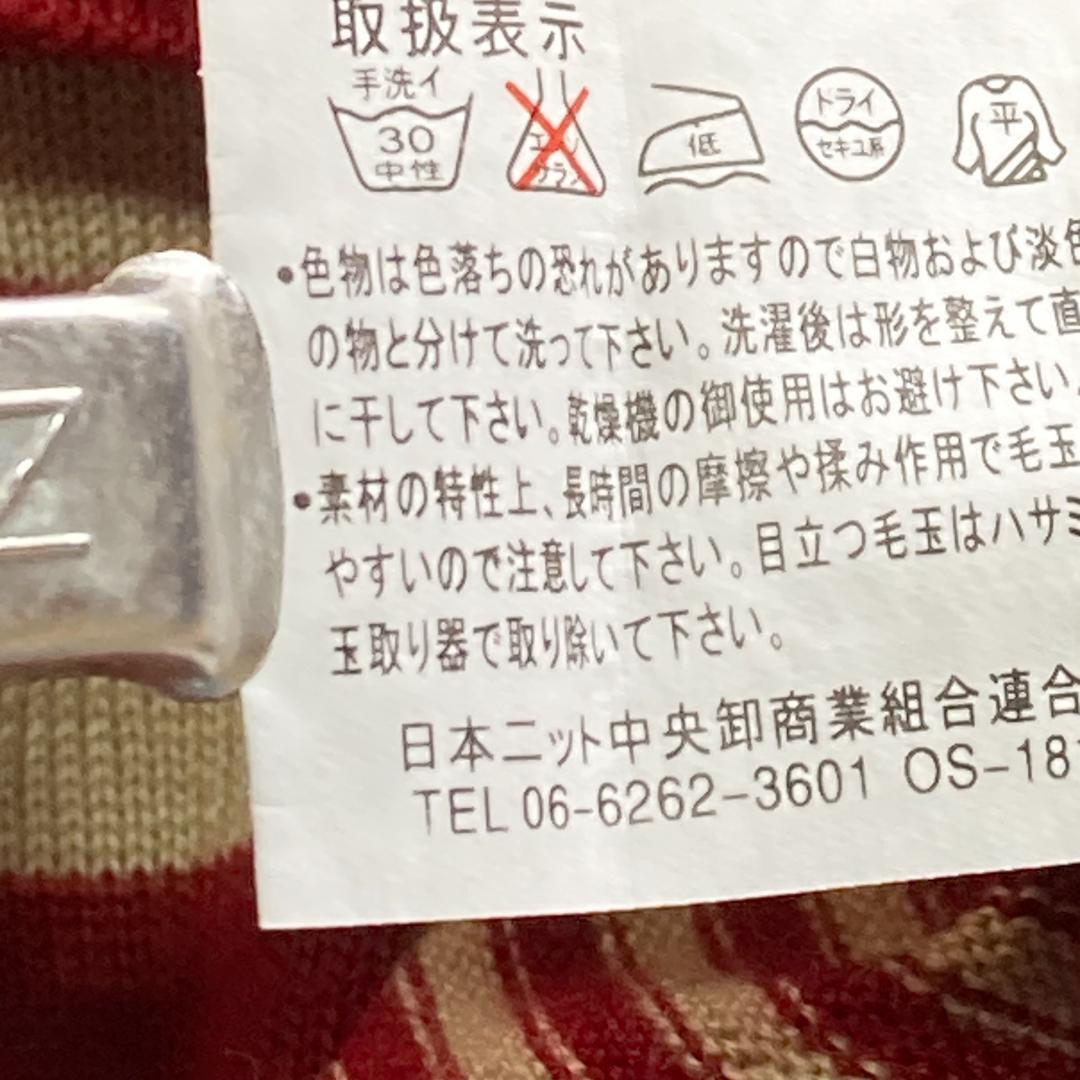 取扱表示
手洗イ
30
中性
エンソ
サラシ
低
ドライ
セキユ系
平
•色物は色落ちの恐れがありますので白物および淡色
の物と分けて洗って下さい。洗濯後は形を整えて直
に干して下さい。乾燥機の御使用はお避け下さい。
•素材の特性上、長時間の摩擦や揉み作用で毛玉
やすいので注意して下さい。目立つ毛玉はハサミ
玉取り器で取り除いて下さい。
日本ニット中央卸商業組合連合
TEL 06-6262-3601 OS-18